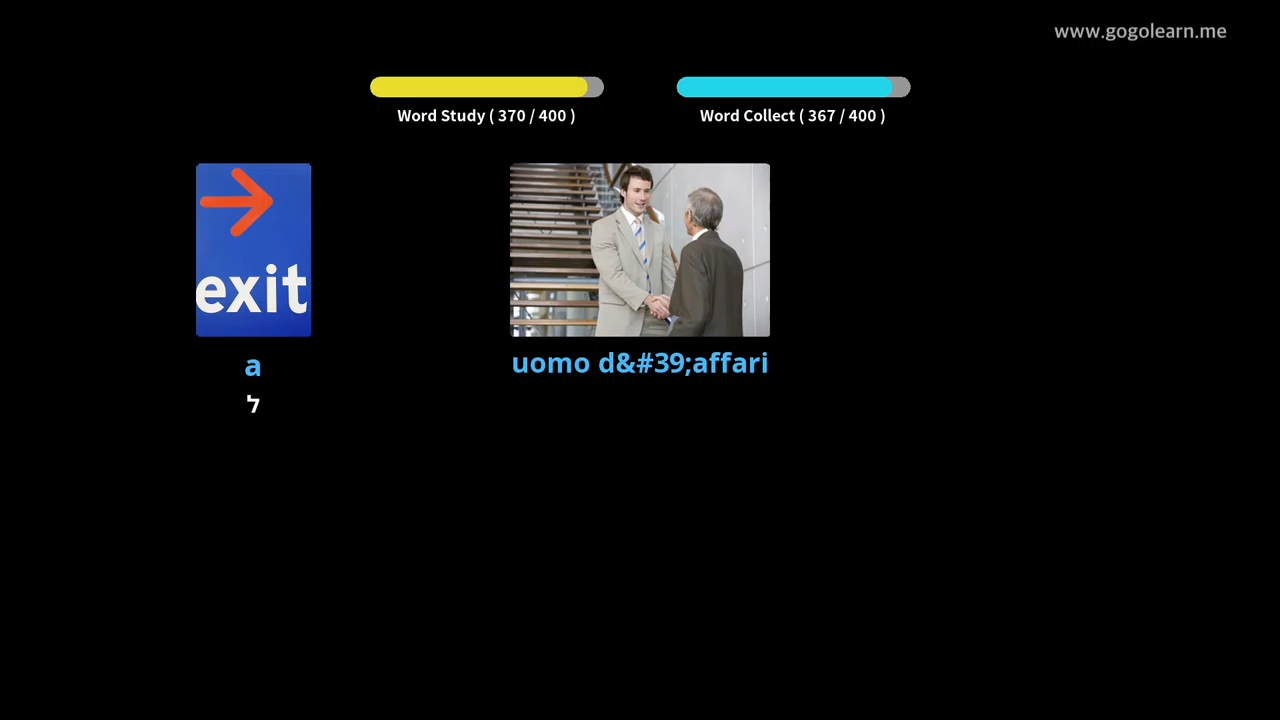 www.gogolearn.me
Word Study ( 370 / 400 )
Word Collect ( 367 / 400 )
exit
a
ל
uomo d&#39;affari